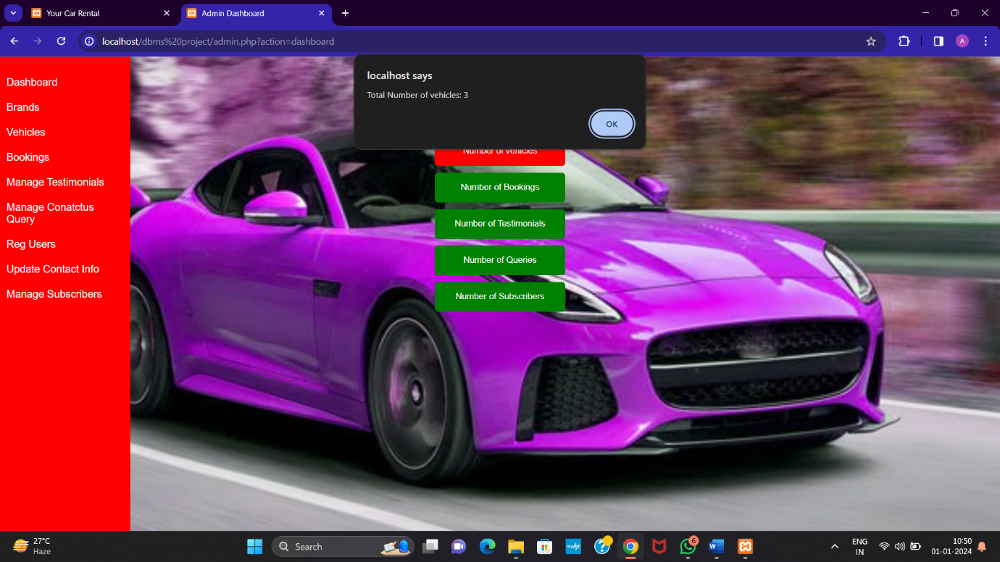 Your Car Rental
Admin Dashboard
localhost/dbms%20project/admin.php?action=dashboard
A
Dashboard
Brands
Vehicles
Bookings
Manage Testimonials
Manage Conatctus
Query
Reg Users
Update Contact Info
Manage Subscribers
localhost says
Total Number of vehicles: 3
OK
Number of Vehicles
Number of Bookings
Number of Testimonials
Number of Queries
Number of Subscribers
27°C
Haze
Search
myhp
6
ENG
IN
10:50
01-01-2024